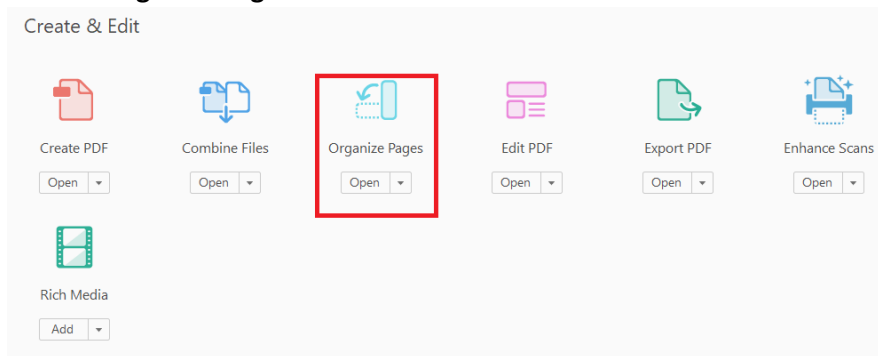 Create & Edit
Create PDF
Combine Files
Organize Pages
Edit PDF
Export PDF
Enhance Scans
Open
Open
Open
Open
Open
Open
Rich Media
Add